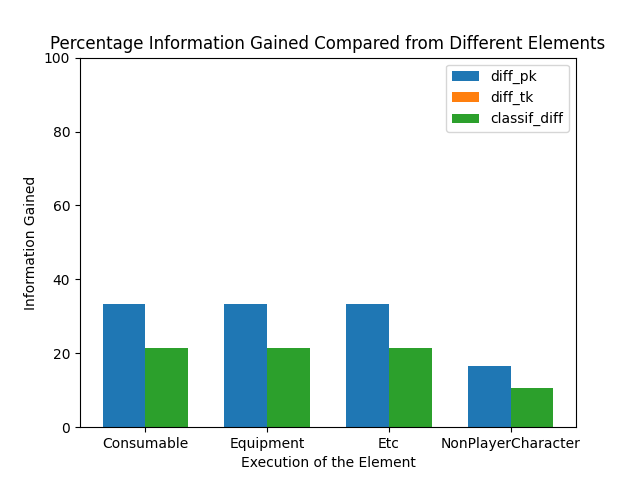 Percentage Information Gained Compared from Different Elements
100
80
60
40
20
0
Information Gained
diff_pk
diff_tk
classif_diff
Consumable
Equipment
Etc
NonPlayerCharacter
Execution of the Element